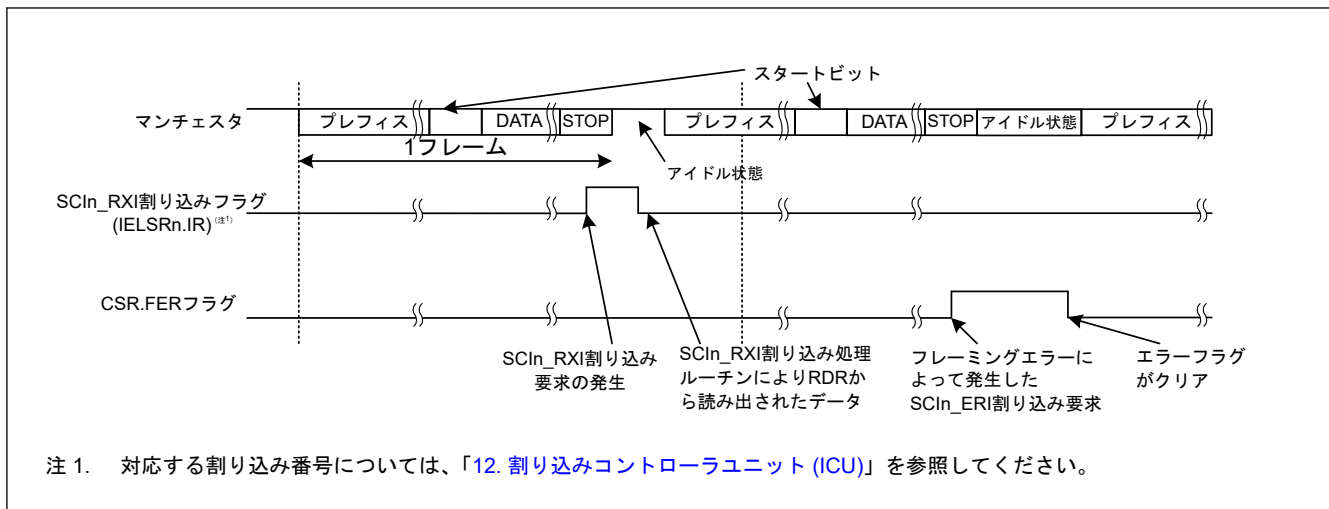 スタートビット
マンチェスタ プレフィス DATA STOP プレフィス DATA STOP アイドル状態 プレフィス
1フレーム
アイドル状態
SCIn_RXI割り込みフラグ
(IELSRn.IR)(注1)
CSR.FERフラグ
SCIn_RXI割り込み
要求の発生
SCIn_RXI割り込み処理
ルーチンによりRDRか
ら読み出されたデータ
フレーミングエラーに
よって発生した
SCIn_ERI割り込み要求
エラーフラグ
がクリア
注 1. 対応する割り込み番号については、「12. 割り込みコントローラユニット (ICU)」を参照してください。